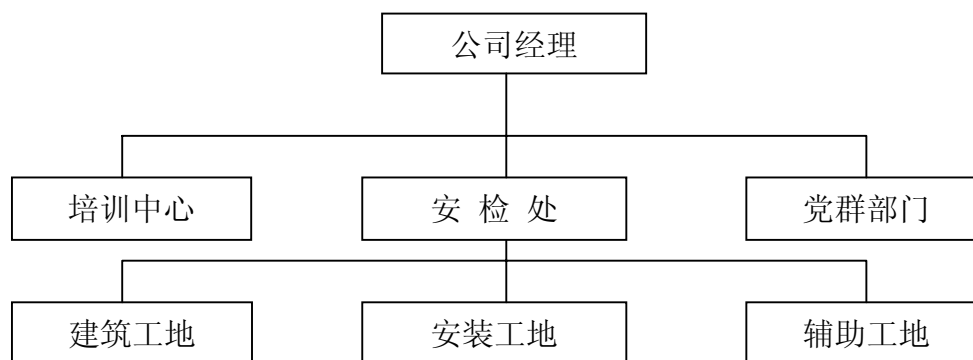 公司经理
培训中心
安 检 处
党群部门
建筑工地
安装工地
辅助工地